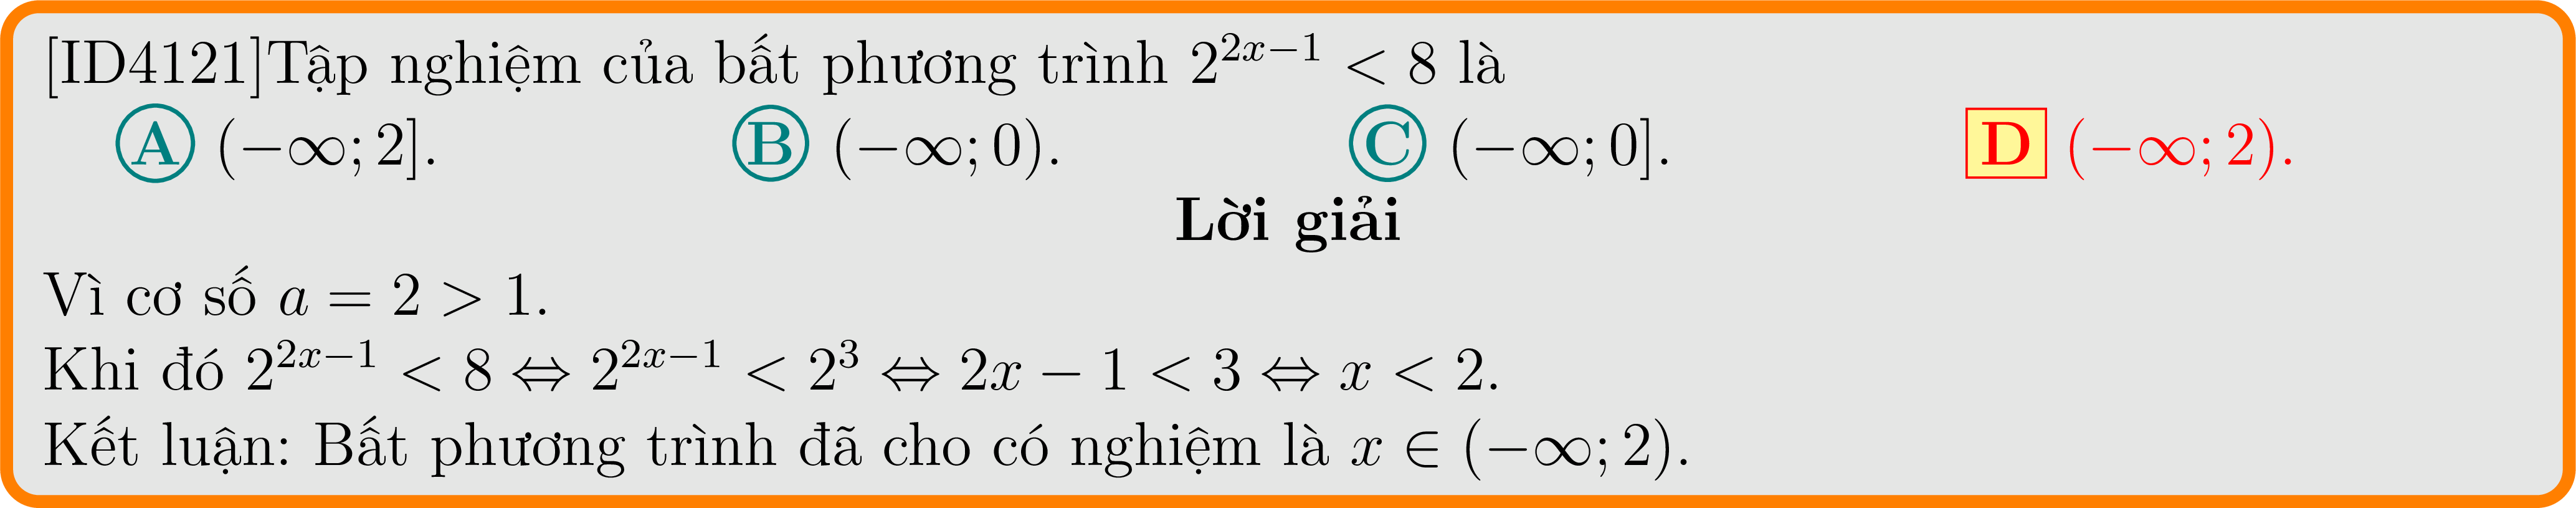 [ID4121]Tập nghiệm của bất phương trình $2^{2x-1} < 8$ là
A $(-\infty; 2]$. B $(-\infty; 0)$. C $(-\infty; 0]$. D $(-\infty; 2)$.
Lời giải
Vì cơ số $a = 2 > 1$.
Khi đó $2^{2x-1} < 8 \Leftrightarrow 2^{2x-1} < 2^3 \Leftrightarrow 2x - 1 < 3 \Leftrightarrow x < 2$.
Kết luận: Bất phương trình đã cho có nghiệm là $x \in (-\infty; 2)$.